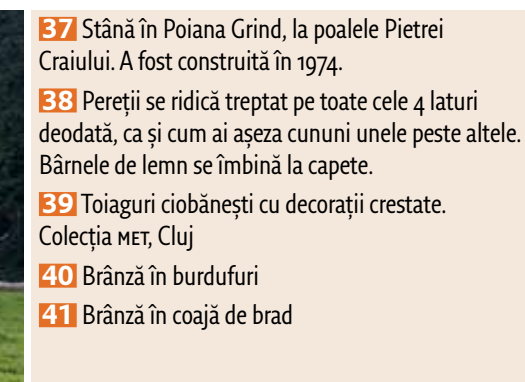 37 Stână în Poiana Grind, la poalele Pietrei
Craiului. A fost construită în 1974.
38 Pereții se ridică treptat pe toate cele 4 laturi
deodată, ca și cum ai așeza cununi unele peste altele.
Bârnele de lemn se îmbină la capete.
39 Toiaguri ciobănești cu decorații crestate.
Colecția MET, Cluj
40 Brânză în burdufuri
41 Brânză în coajă de brad